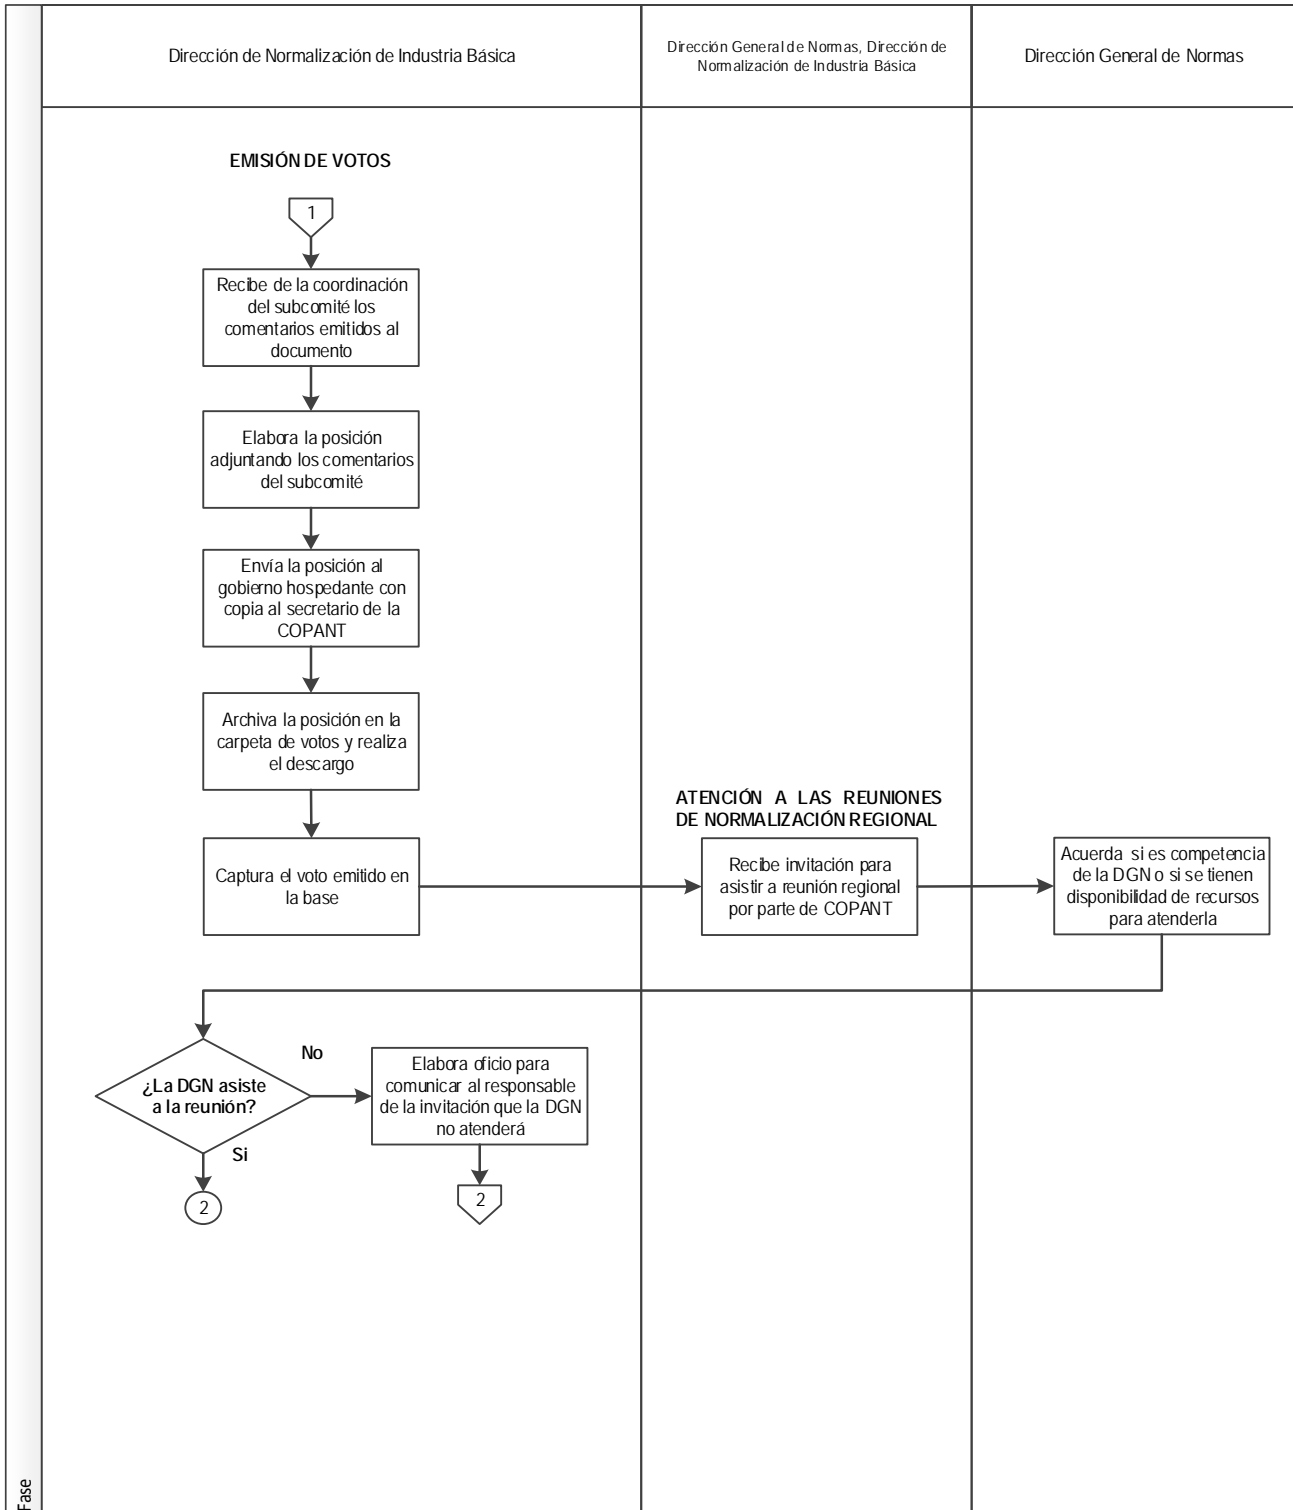 Dirección de Normalización de Industria Básica
Dirección General de Normas, Dirección de
Normalización de Industria Básica
Dirección General de Normas
EMISIÓN DE VOTOS
1
Recibe de la coordinación
del subcomité los
comentarios emitidos al
documento
Elabora la posición
adjuntando los comentarios
del subcomité
Envía la posición al
gobierno hospedante con
copia al secretario de la
COPANT
Archiva la posición en la
carpeta de votos y realiza
el descargo
Captura el voto emitido en
la base
ATENCIÓN A LAS REUNIONES
DE NORMALIZACIÓN REGIONAL
Recibe invitación para
asistir a reunión regional
por parte de COPANT
Acuerda si es competencia
de la DGN o si se tienen
disponibilidad de recursos
para atenderla
¿La DGN asiste
a la reunión?
No
Elabora oficio para
comunicar al responsable
de la invitación que la DGN
no atenderá
Si
2
2
Fase